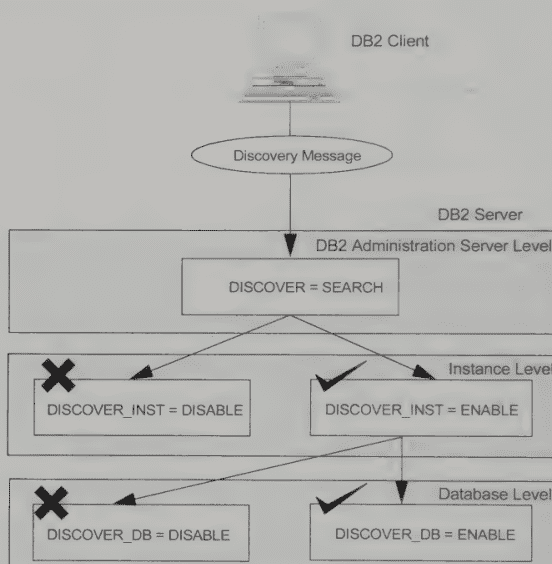 DB2 Client
Discovery Message
DB2 Server
DB2 Administration Server Level
DISCOVER = SEARCH
Instance Level
DISCOVER_INST = DISABLE
DISCOVER_INST = ENABLE
Database Level
DISCOVER_DB = DISABLE
DISCOVER_DB = ENABLE